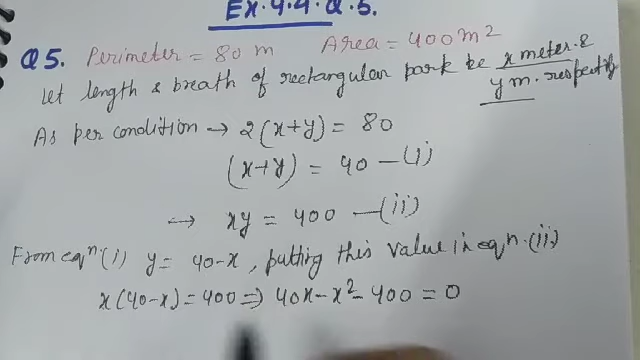 Ex. 4.4. Q. 5.
Q5. Perimeter = 80 m Area = 400 m²
Let length & breath of rectangular park be x meter. &
y m. respectily
As per condition → 2(x+y) = 80
(x+y) = 40 —(i)
→ xy = 400 —(ii)
From eqⁿ.(i) y = 40-x, putting this value in eqⁿ.(ii)
x(40-x) = 400 ⇒ 40x - x² - 400 = 0